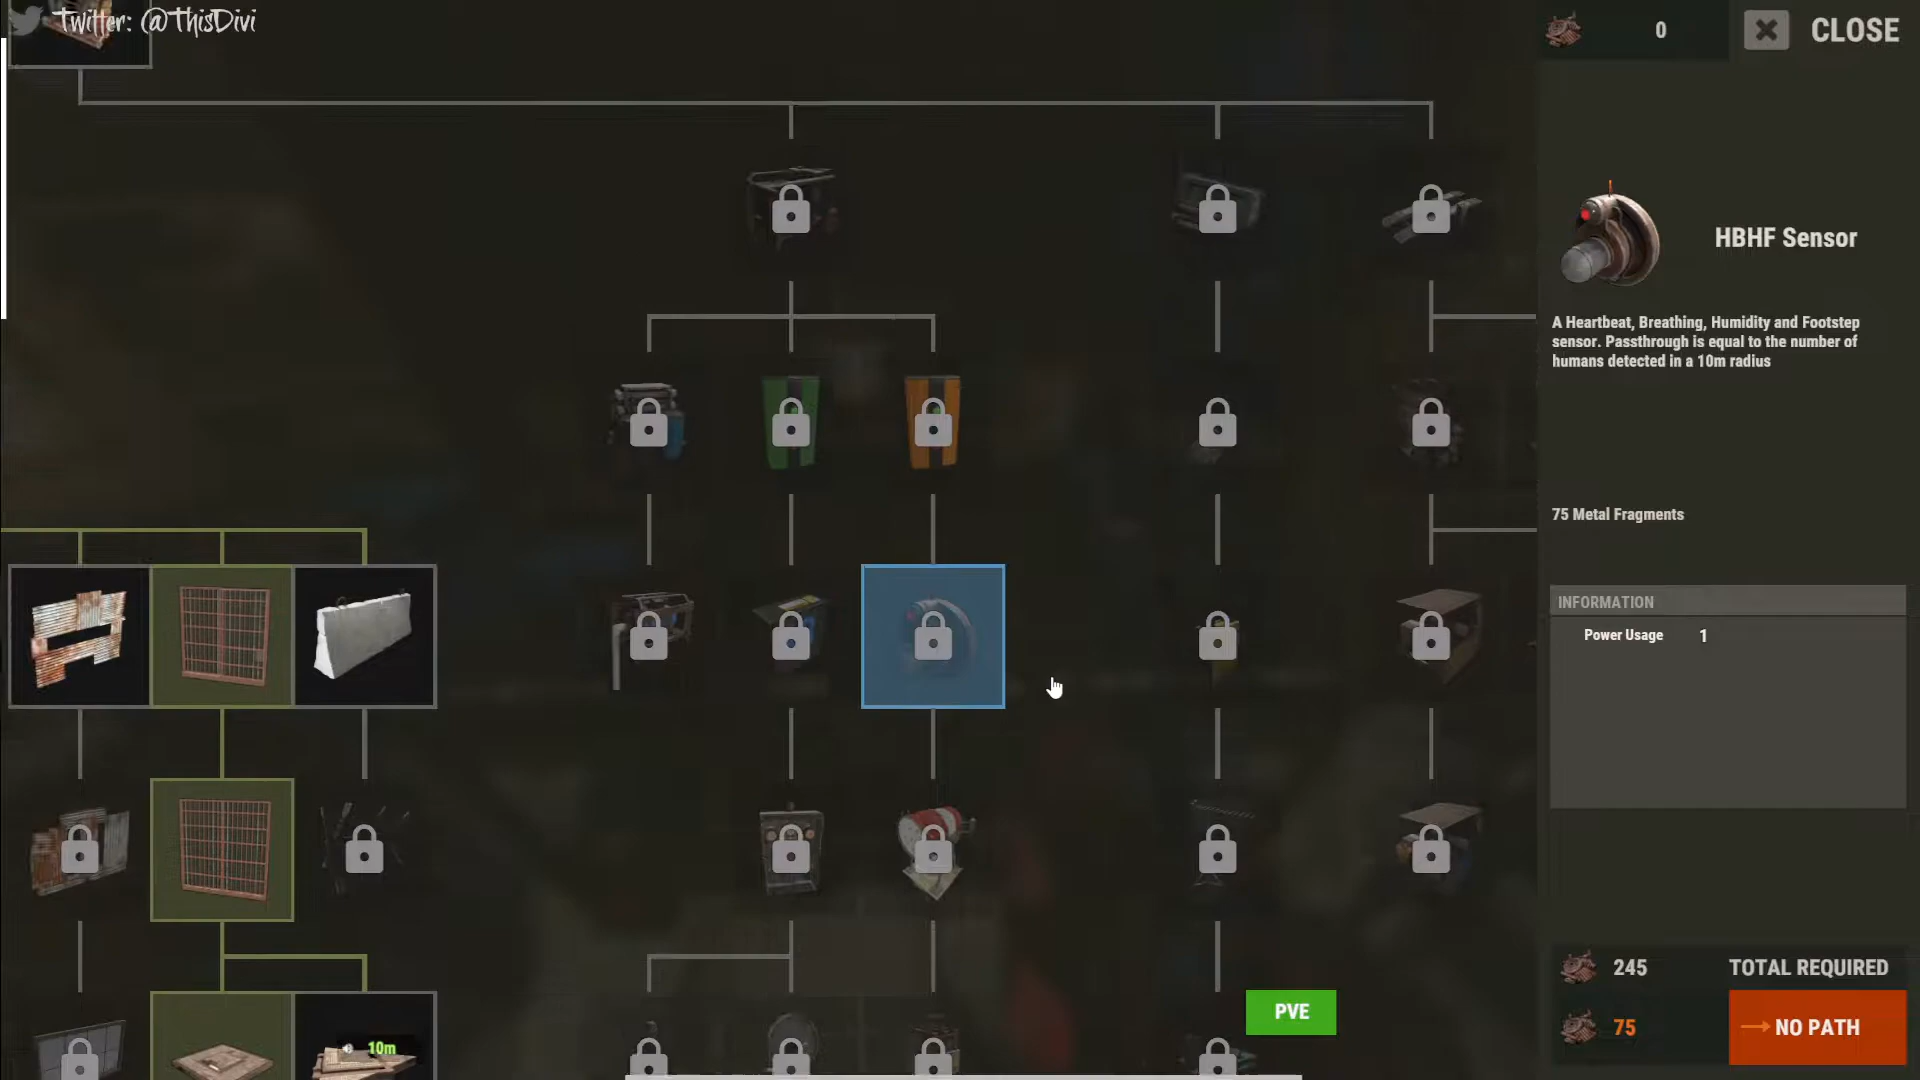 Twitter: @ThisDivi
0
CLOSE
HBHF Sensor
A Heartbeat, Breathing, Humidity and Footstep
sensor. Passthrough is equal to the number of
humans detected in a 10m radius
75 Metal Fragments
INFORMATION
Power Usage 1
10m
PVE
245 TOTAL REQUIRED
75 NO PATH